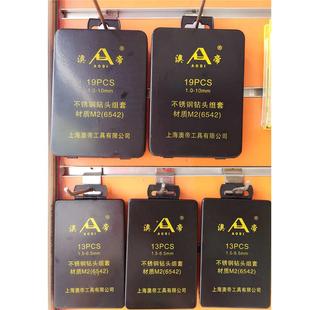 澳 帝
AODI
19PCS
1.0-10mm
不锈钢钻头组套
材质M2(6542)
上海澳帝工具有限公司
澳 帝
AODI
19PCS
1.0-10mm
不锈钢钻头组套
材质M2(6542)
上海澳帝工具有限公司
澳 帝
AODI
13PCS
1.5-6.5mm
不锈钢钻头组套
材质M2(6542)
上海澳帝工具有限公司
澳 帝
AODI
13PCS
1.5-6.5mm
不锈钢钻头组套
材质M2(6542)
上海澳帝工具有限公司
澳 帝
AODI
13PCS
1.5-6.5mm
不锈钢钻头组套
材质M2(6542)
上海澳帝工具有限公司